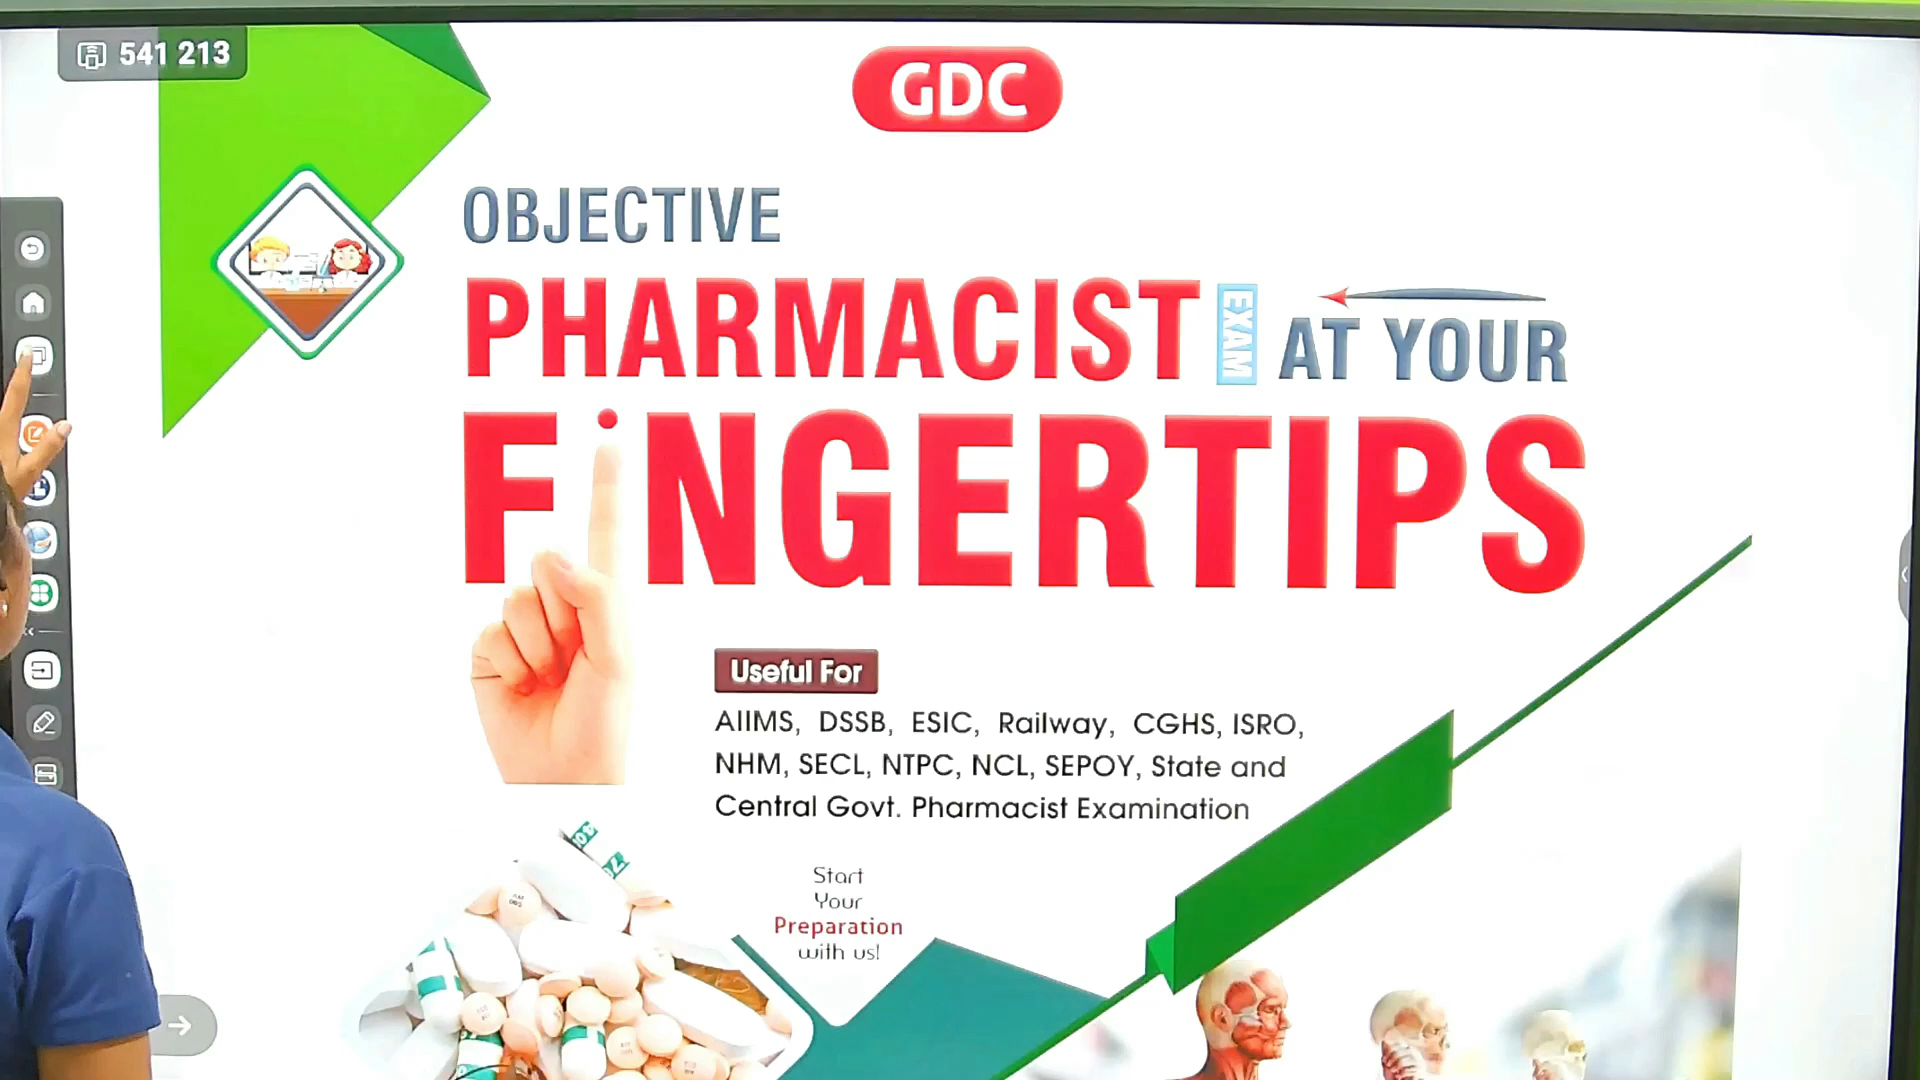 541 213
GDC
OBJECTIVE
PHARMACIST EXAM AT YOUR
FiNGERTIPS
Useful For
AIIMS, DSSB, ESIC, Railway, CGHS, ISRO,
NHM, SECL, NTPC, NCL, SEPOY, State and
Central Govt. Pharmacist Examination
Start
Your
Preparation
with us!